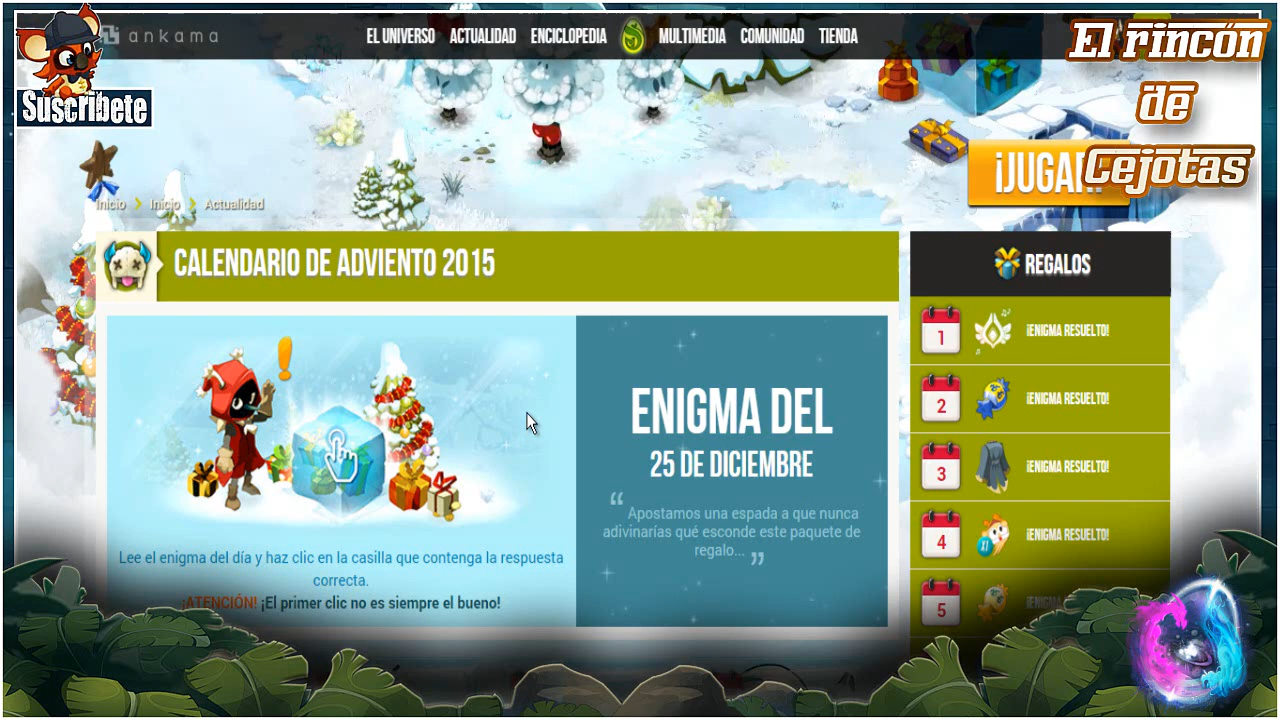 ankama
EL UNIVERSO ACTUALIDAD ENCICLOPEDIA MULTIMEDIA COMUNIDAD TIENDA
El rincón
de
Cejotas
Suscribete
¡JUGAR!
Inicio Inicio Actualidad
CALENDARIO DE ADVIENTO 2015
REGALOS
1 ¡ENIGMA RESUELTO!
2 ¡ENIGMA RESUELTO!
3 ¡ENIGMA RESUELTO!
4 ¡ENIGMA RESUELTO!
5
ENIGMA DEL
25 DE DICIEMBRE
“ Apostamos una espada a que nunca
adivinarías qué esconde este paquete de
regalo... ”
Lee el enigma del día y haz clic en la casilla que contenga la respuesta
correcta.
¡ATENCIÓN! ¡El primer clic no es siempre el bueno!